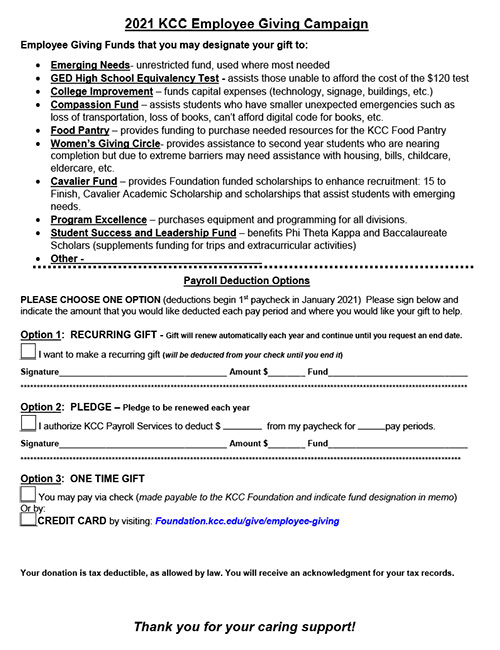 2021 KCC Employee Giving Campaign
Employee Giving Funds that you may designate your gift to:
• Emerging Needs- unrestricted fund, used where most needed
• GED High School Equivalency Test - assists those unable to afford the cost of the $120 test
• College Improvement – funds capital expenses (technology, signage, buildings, etc.)
• Compassion Fund – assists students who have smaller unexpected emergencies such as
loss of transportation, loss of books, can't afford digital code for books, etc.
• Food Pantry – provides funding to purchase needed resources for the KCC Food Pantry
• Women's Giving Circle- provides assistance to second year students who are nearing
completion but due to extreme barriers may need assistance with housing, bills, childcare,
eldercare, etc.
• Cavalier Fund – provides Foundation funded scholarships to enhance recruitment: 15 to
Finish, Cavalier Academic Scholarship and scholarships that assist students with emerging
needs.
• Program Excellence – purchases equipment and programming for all divisions.
• Student Success and Leadership Fund – benefits Phi Theta Kappa and Baccalaureate
Scholars (supplements funding for trips and extracurricular activities)
• Other - ______________________________
Payroll Deduction Options
PLEASE CHOOSE ONE OPTION (deductions begin 1st paycheck in January 2021) Please sign below and
indicate the amount that you would like deducted each pay period and where you would like your gift to help.
Option 1: RECURRING GIFT - Gift will renew automatically each year and continue until you request an end date.
I want to make a recurring gift (will be deducted from your check until you end it)
Signature______________________________ Amount $_______ Fund_________________________
Option 2: PLEDGE – Pledge to be renewed each year
I authorize KCC Payroll Services to deduct $ _______ from my paycheck for _____pay periods.
Signature______________________________ Amount $_______ Fund_________________________
Option 3: ONE TIME GIFT
You may pay via check (made payable to the KCC Foundation and indicate fund designation in memo)
Or by:
CREDIT CARD by visiting: Foundation.kcc.edu/give/employee-giving
Your donation is tax deductible, as allowed by law. You will receive an acknowledgment for your tax records.
Thank you for your caring support!